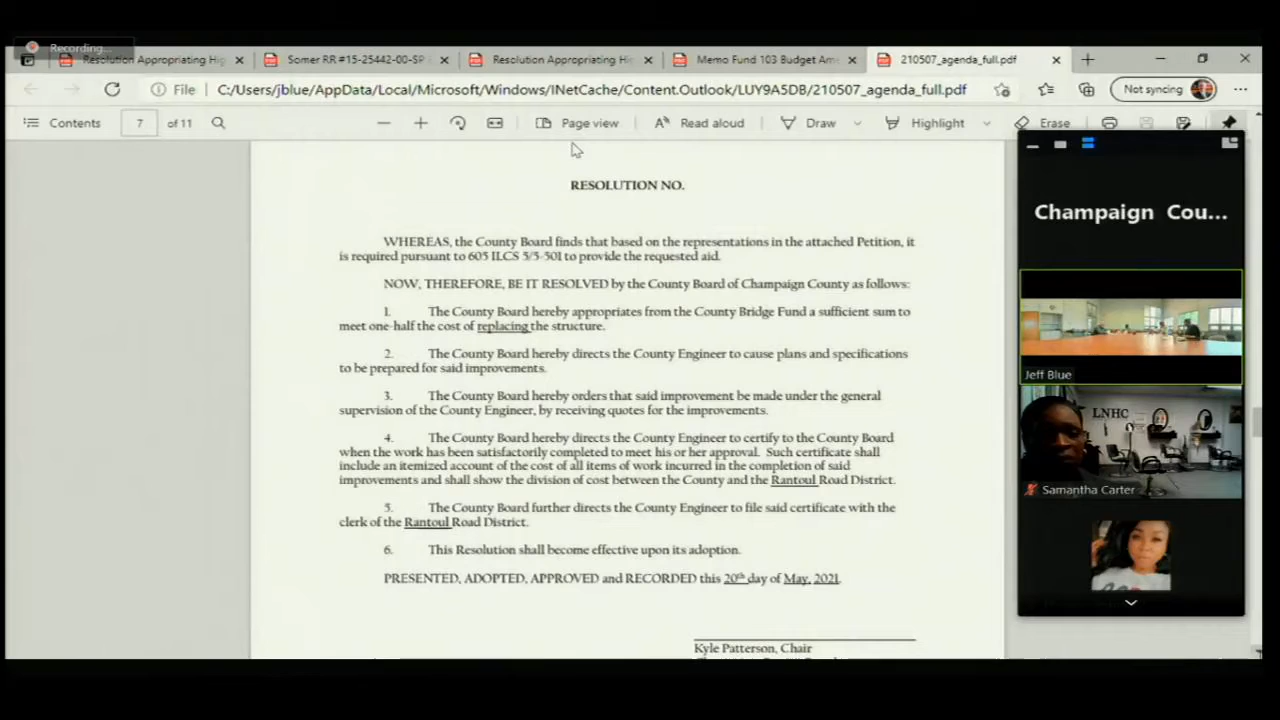 Recording...
Resolution Appropriating Hig
Somer RR #15-25442-00-SP
Resolution Appropriating Hi
Memo Fund 103 Budget Am
210507_agenda_full.pdf
File
C:/Users/jblue/AppData/Local/Microsoft/Windows/INetCache/Content.Outlook/LUY9A5DB/210507_agenda_full.pdf
Not syncing
Contents 7 of 11 Page view Read aloud Draw Highlight Erase
RESOLUTION NO.
WHEREAS, the County Board finds that based on the representations in the attached Petition, it
is required pursuant to 605 ILCS 5/5-501 to provide the requested aid.
NOW, THEREFORE, BE IT RESOLVED by the County Board of Champaign County as follows:
1. The County Board hereby appropriates from the County Bridge Fund a sufficient sum to
meet one-half the cost of replacing the structure.
2. The County Board hereby directs the County Engineer to cause plans and specifications
to be prepared for said improvements.
3. The County Board hereby orders that said improvement be made under the general
supervision of the County Engineer, by receiving quotes for the improvements.
4. The County Board hereby directs the County Engineer to certify to the County Board
when the work has been satisfactorily completed to meet his or her approval. Such certificate shall
include an itemized account of the cost of all items of work incurred in the completion of said
improvements and shall show the division of cost between the County and the Rantoul Road District.
5. The County Board further directs the County Engineer to file said certificate with the
clerk of the Rantoul Road District.
6. This Resolution shall become effective upon its adoption.
PRESENTED, ADOPTED, APPROVED and RECORDED this 20th day of May, 2021.
Kyle Patterson, Chair
Champaign Cou...
Jeff Blue
LNHC
Samantha Carter